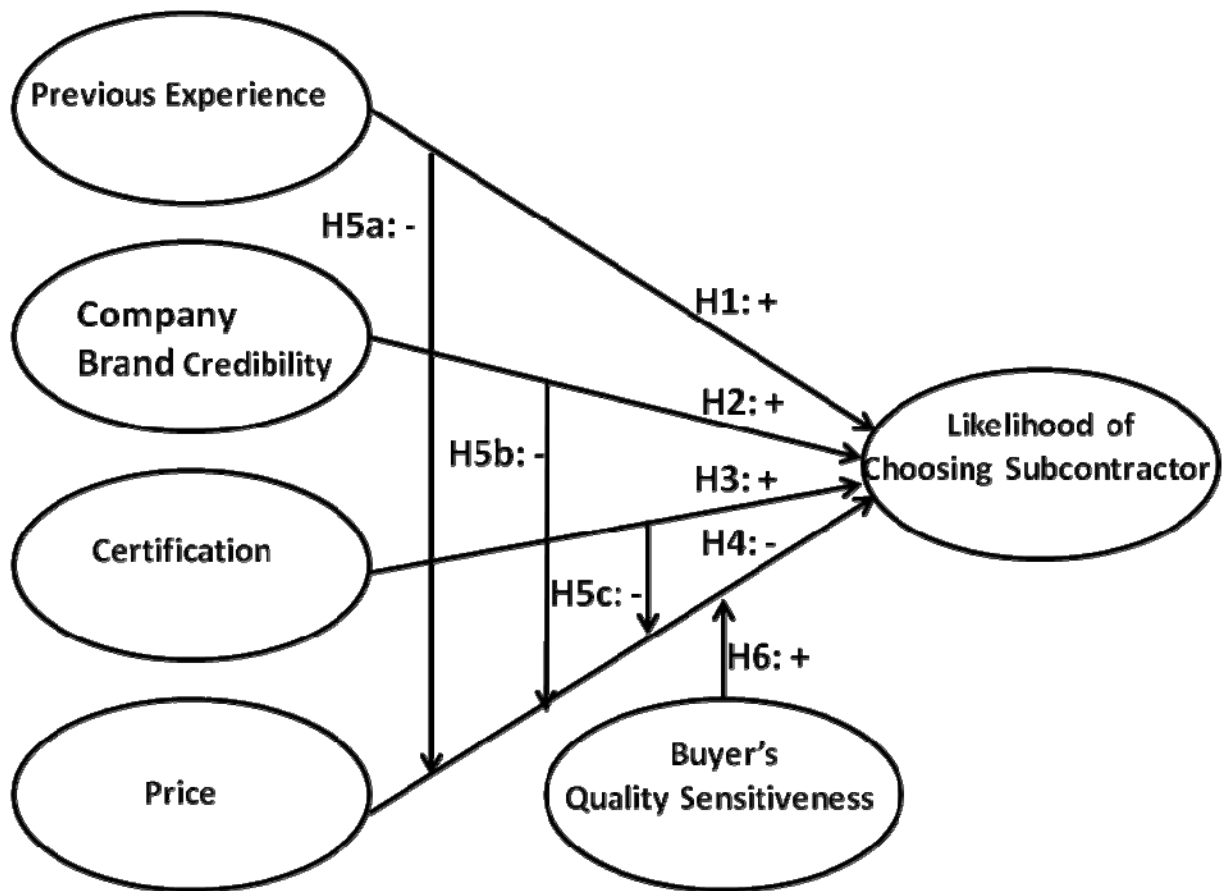 Previous Experience
H5a: -
H1: +
Company
Brand Credibility
H2: +
Likelihood of
Choosing Subcontractor
H5b: -
H3: +
Certification
H4: -
H5c: -
H6: +
Price
Buyer's
Quality Sensitiveness